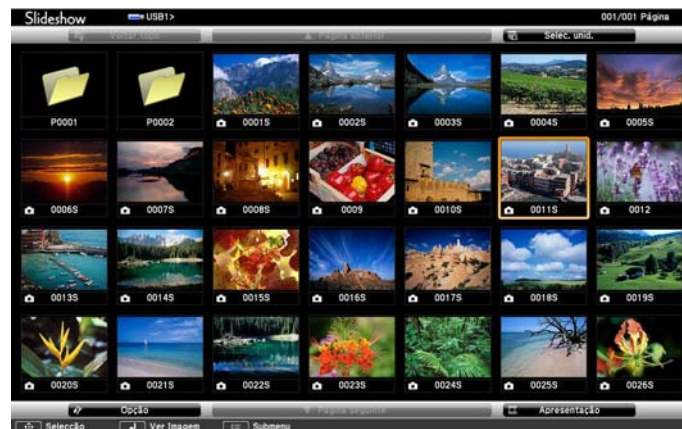 Slideshow USB1> 001/001 Página
Voltar topo Página anterior Selec. unid.
P0001 P0002 0001S 0002S 0003S 0004S 0005S
0006S 0007S 0008S 0009 0010S 0011S 0012
0013S 0014S 0015S 0016S 0017S 0018S 0019S
0020S 0021S 0022S 0023S 0024S 0025S 0026S
Opção Página seguinte Apresentação
Selecção Ver Imagem Esc Submenu